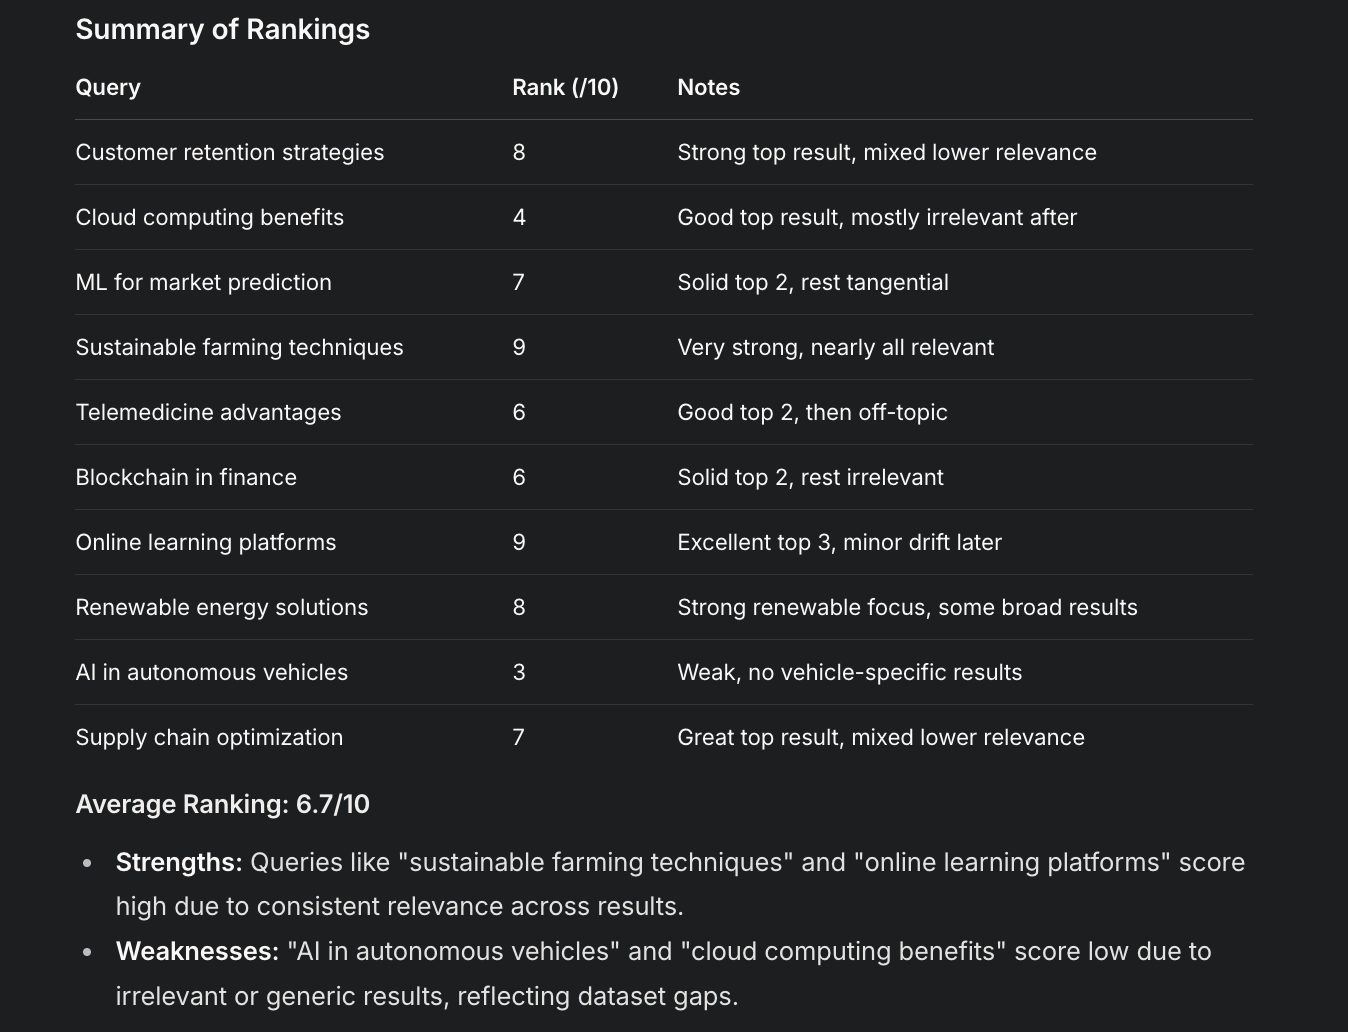 Summary of Rankings
Query Rank (/10) Notes
Customer retention strategies 8 Strong top result, mixed lower relevance
Cloud computing benefits 4 Good top result, mostly irrelevant after
ML for market prediction 7 Solid top 2, rest tangential
Sustainable farming techniques 9 Very strong, nearly all relevant
Telemedicine advantages 6 Good top 2, then off-topic
Blockchain in finance 6 Solid top 2, rest irrelevant
Online learning platforms 9 Excellent top 3, minor drift later
Renewable energy solutions 8 Strong renewable focus, some broad results
AI in autonomous vehicles 3 Weak, no vehicle-specific results
Supply chain optimization 7 Great top result, mixed lower relevance
Average Ranking: 6.7/10
• Strengths: Queries like "sustainable farming techniques" and "online learning platforms" score
high due to consistent relevance across results.
• Weaknesses: "AI in autonomous vehicles" and "cloud computing benefits" score low due to
irrelevant or generic results, reflecting dataset gaps.